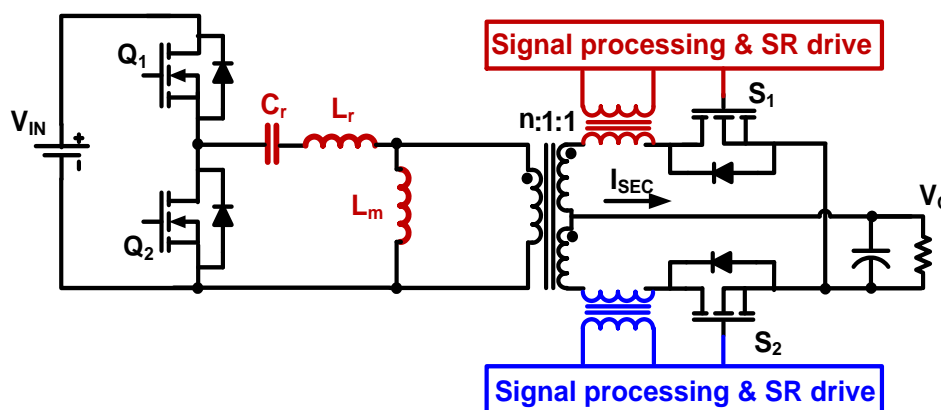 Signal processing & SR drive
Q1
Cr
Lr
n:1:1
S1
VIN
+
-
ISEC
Lm
Q2
S2
Signal processing & SR drive